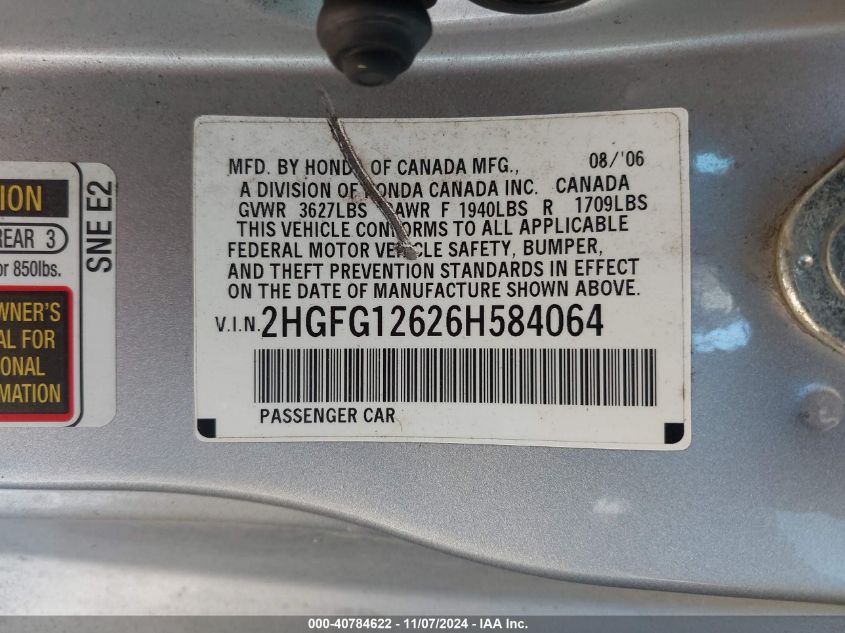 MFD. BY HONDA OF CANADA MFG., 08/'06
A DIVISION OF HONDA CANADA INC. CANADA
GVWR 3627LBS GAWR F 1940LBS R 1709LBS
THIS VEHICLE CONFORMS TO ALL APPLICABLE
FEDERAL MOTOR VEHICLE SAFETY, BUMPER,
AND THEFT PREVENTION STANDARDS IN EFFECT
ON THE DATE OF MANUFACTURE SHOWN ABOVE.
V.I.N. 2HGFG12626H584064
PASSENGER CAR
ION
REAR 3
or 850lbs.
WNER'S
AL FOR
IONAL
RMATION
SNE E2
000-40784622 - 11/07/2024 - IAA Inc.